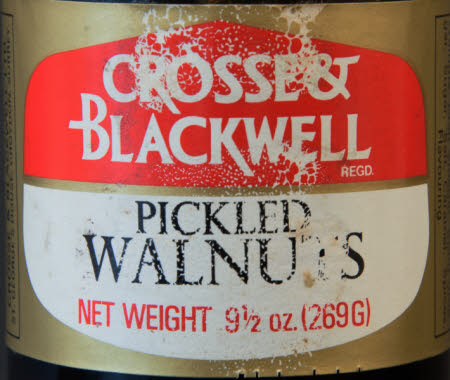 CROSSE &
BLACKWELL
REGD.
PICKLED
WALNUTS
NET WEIGHT 9½ oz. (269G)